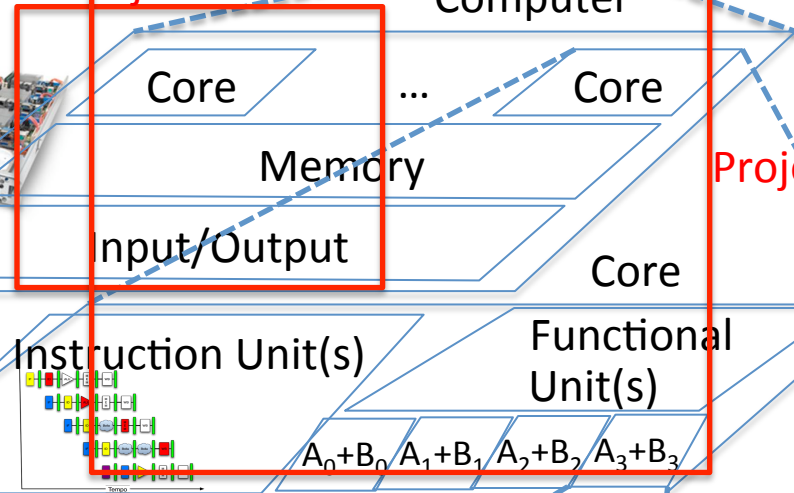 Computer
Core ... Core
Memory
Proj
Input/Output
Core
Instruction Unit(s)
Functional
Unit(s)
A₀+B₀ A₁+B₁ A₂+B₂ A₃+B₃
Tempo